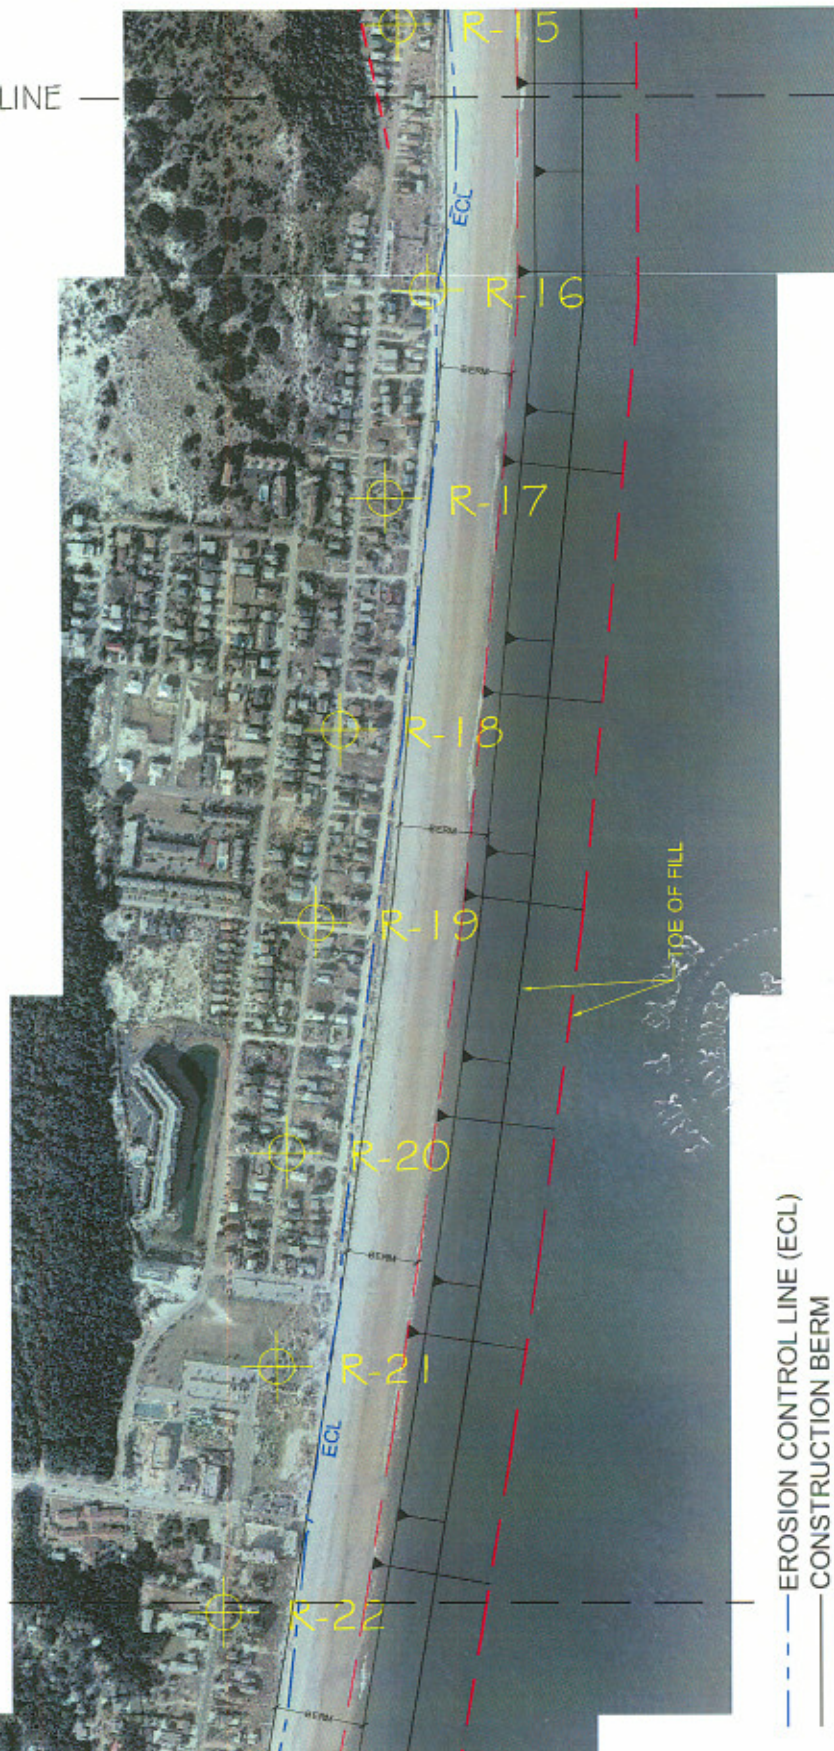 R-15
LINE
ECL
R-16
BERM
R-17
R-18
BERM
TOE OF FILL
R-19
R-20
BERM
R-21
ECL
EROSION CONTROL LINE (ECL)
CONSTRUCTION BERM
R-22
BERM